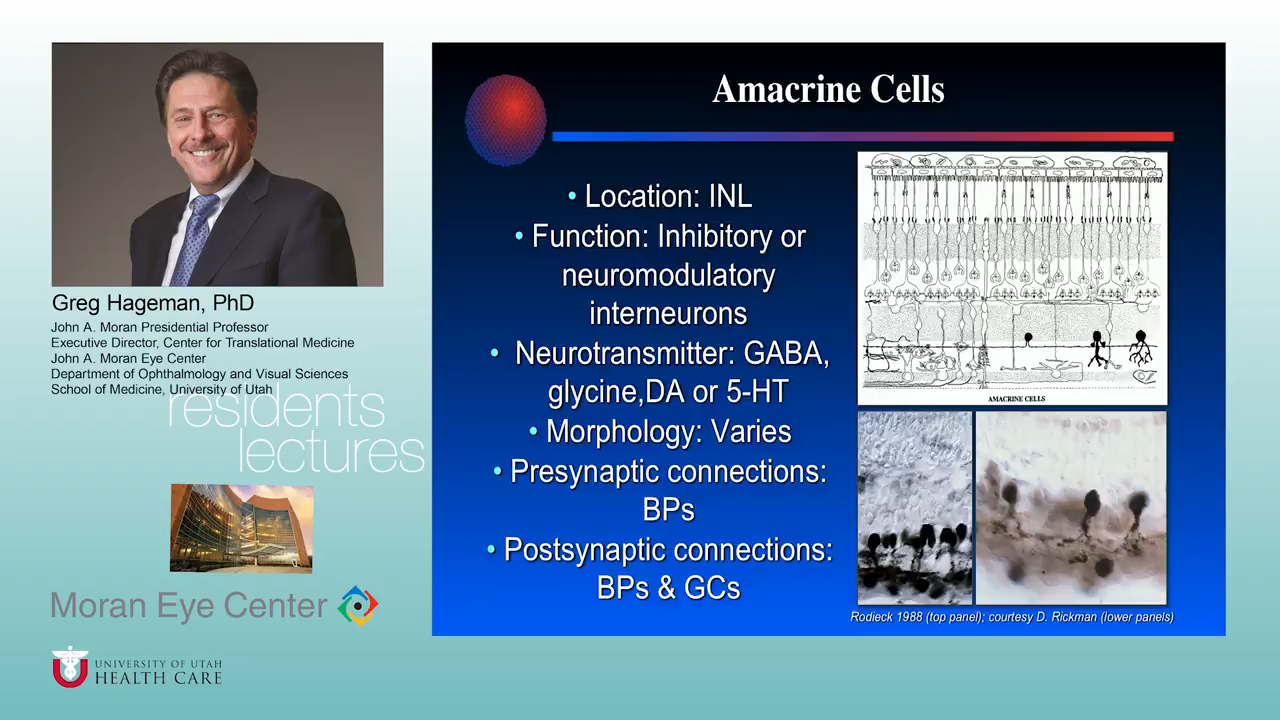 Greg Hageman, PhD
John A. Moran Presidential Professor
Executive Director, Center for Translational Medicine
John A. Moran Eye Center
Department of Ophthalmology and Visual Sciences
School of Medicine, University of Utah
residents
lectures
Moran Eye Center
UNIVERSITY OF UTAH
HEALTH CARE
Amacrine Cells
• Location: INL
• Function: Inhibitory or
neuromodulatory
interneurons
• Neurotransmitter: GABA,
glycine,DA or 5-HT
• Morphology: Varies
• Presynaptic connections:
BPs
• Postsynaptic connections:
BPs & GCs
AMACRINE CELLS
Rodieck 1988 (top panel); courtesy D. Rickman (lower panels)